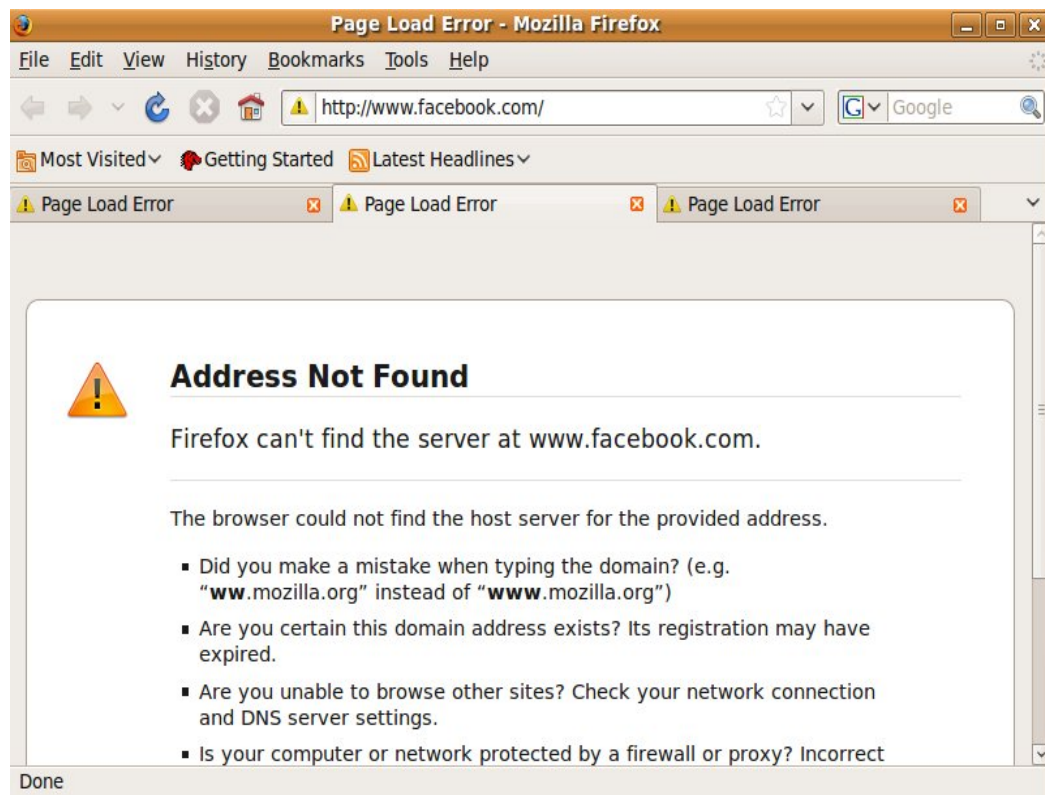 Page Load Error - Mozilla Firefox
File Edit View History Bookmarks Tools Help
http://www.facebook.com/ G Google
Most Visited Getting Started Latest Headlines
Page Load Error Page Load Error Page Load Error
Address Not Found
Firefox can't find the server at www.facebook.com.
The browser could not find the host server for the provided address.
▪ Did you make a mistake when typing the domain? (e.g.
“ww.mozilla.org” instead of “www.mozilla.org”)
▪ Are you certain this domain address exists? Its registration may have
expired.
▪ Are you unable to browse other sites? Check your network connection
and DNS server settings.
▪ Is your computer or network protected by a firewall or proxy? Incorrect
Done